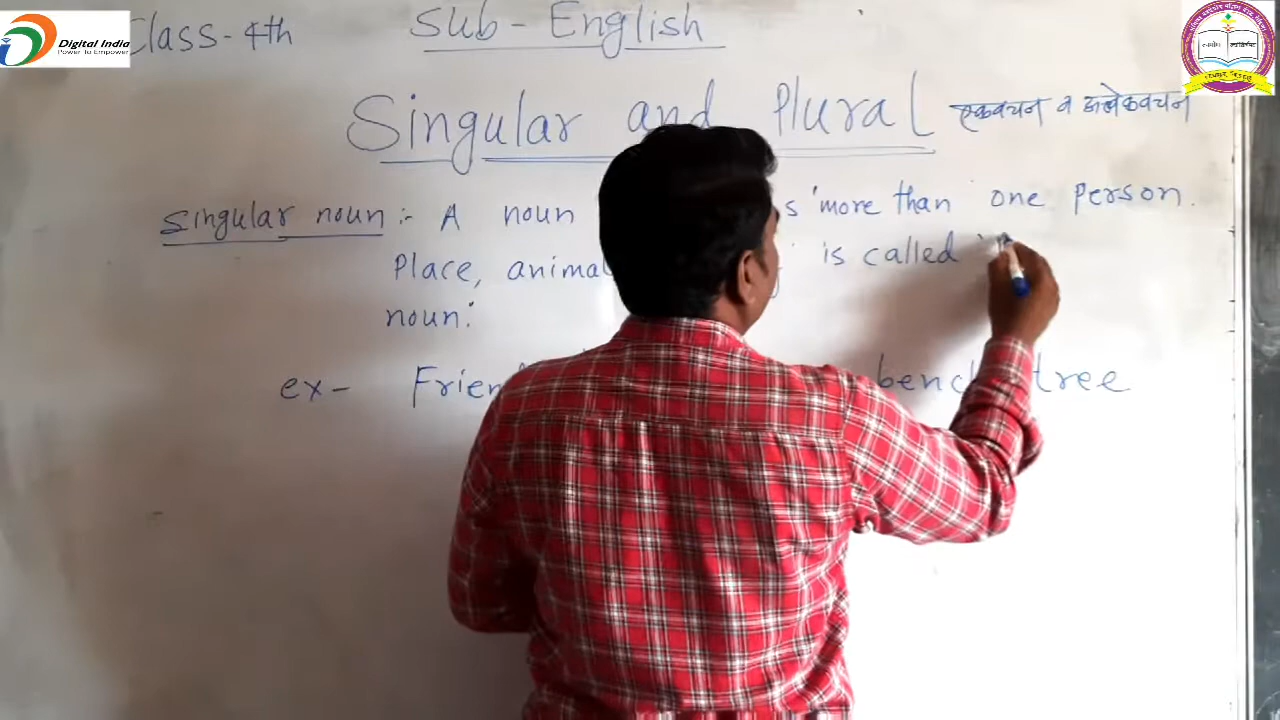 Digital India
Power To Empower
Class-4th
Sub-English
Singular and Plural एकवचन व अनेकवचन
Singular noun :- A noun s 'more than one person.
Place, animal is called '
noun.'
ex- Frien bench tree